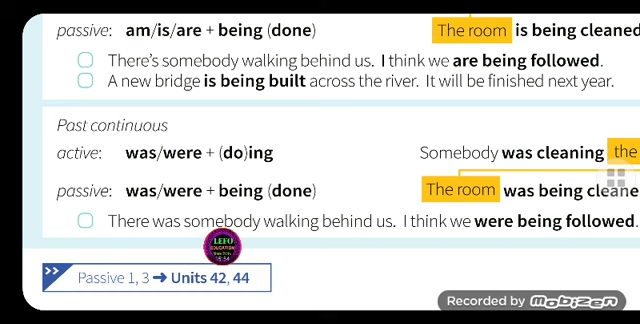 passive: am/is/are + being (done) The room is being cleaned
There's somebody walking behind us. I think we are being followed.
A new bridge is being built across the river. It will be finished next year.
Past continuous
active: was/were + (do)ing Somebody was cleaning the
passive: was/were + being (done) The room was being cleane
There was somebody walking behind us. I think we were being followed.
LEFO
EDUCATION
Passive 1, 3 ➜ Units 42, 44
Recorded by Mobizen